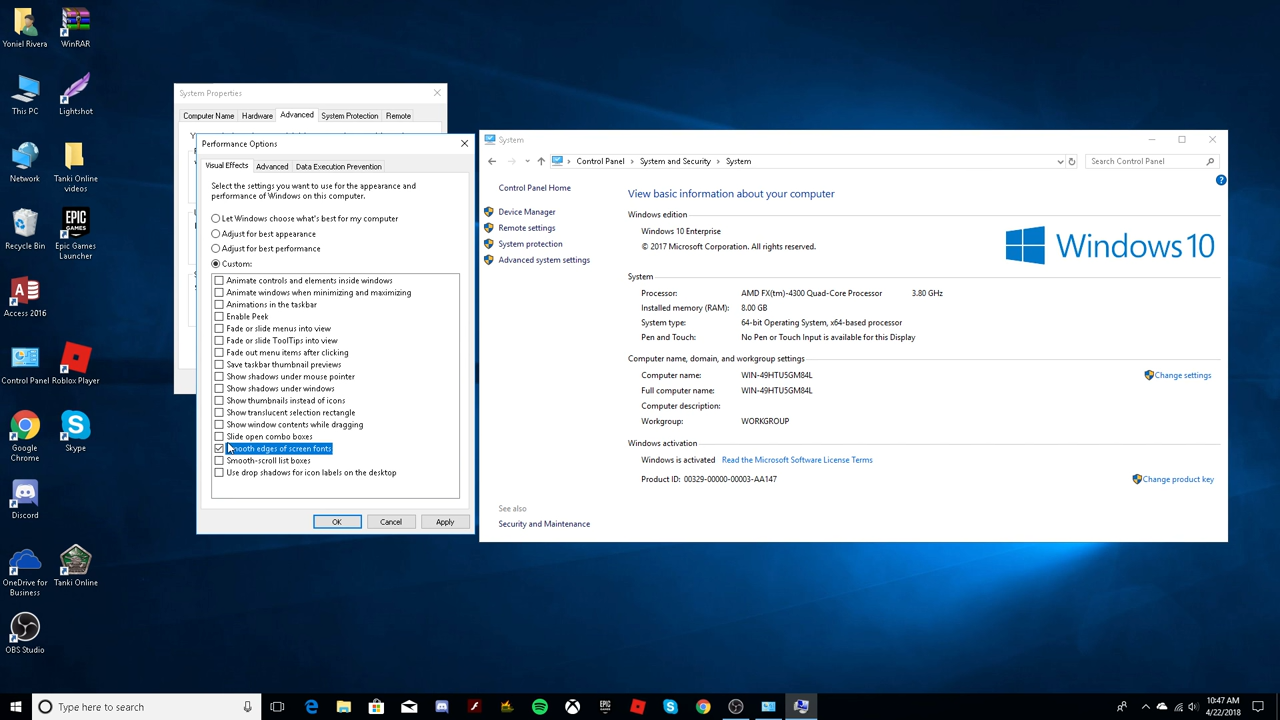 Yoniel Rivera
WinRAR
This PC
Lightshot
Network
Tanki Online
videos
Recycle Bin
EPIC
GAMES
Epic Games
Launcher
Access 2016
Control Panel
Roblox Player
Google
Chrome
Skype
Discord
OneDrive for
Business
Tanki Online
OBS Studio
System Properties
Computer Name
Hardware
Advanced
System Protection
Remote
Performance Options
Visual Effects
Advanced
Data Execution Prevention
Select the settings you want to use for the appearance and
performance of Windows on this computer.
Let Windows choose what's best for my computer
Adjust for best appearance
Adjust for best performance
Custom:
Animate controls and elements inside windows
Animate windows when minimizing and maximizing
Animations in the taskbar
Enable Peek
Fade or slide menus into view
Fade or slide ToolTips into view
Fade out menu items after clicking
Save taskbar thumbnail previews
Show shadows under mouse pointer
Show shadows under windows
Show thumbnails instead of icons
Show translucent selection rectangle
Show window contents while dragging
Slide open combo boxes
Smooth edges of screen fonts
Smooth-scroll list boxes
Use drop shadows for icon labels on the desktop
OK
Cancel
Apply
System
Control Panel
System and Security
System
Search Control Panel
Control Panel Home
Device Manager
Remote settings
System protection
Advanced system settings
See also
Security and Maintenance
View basic information about your computer
Windows edition
Windows 10 Enterprise
© 2017 Microsoft Corporation. All rights reserved.
Windows 10
System
Processor: AMD FX(tm)-4300 Quad-Core Processor 3.80 GHz
Installed memory (RAM): 8.00 GB
System type: 64-bit Operating System, x64-based processor
Pen and Touch: No Pen or Touch Input is available for this Display
Computer name, domain, and workgroup settings
Computer name: WIN-49HTU5GM84L
Change settings
Full computer name: WIN-49HTU5GM84L
Computer description:
Workgroup: WORKGROUP
Windows activation
Windows is activated Read the Microsoft Software License Terms
Product ID: 00329-00000-00003-AA147
Change product key
Type here to search
10:47 AM
4/22/2018